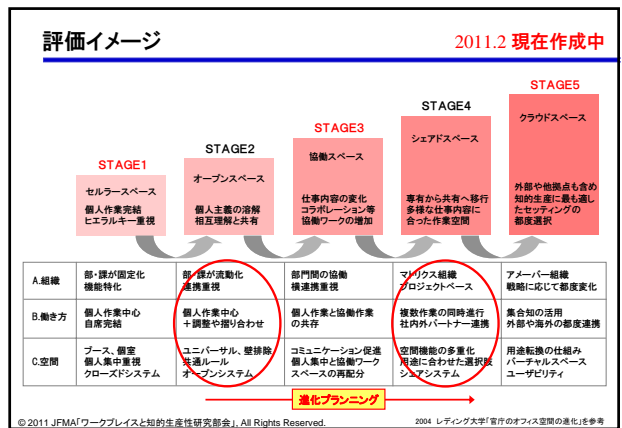 評価イメージ
2011.2 現在作成中
STAGE1
セルラースペース
個人作業完結
ヒエラルキー重視
STAGE2
オープンスペース
個人主義の溶解
相互理解と共有
STAGE3
協働スペース
仕事内容の変化
コラボレーション等
協働ワークの増加
STAGE4
シェアドスペース
専有から共有へ移行
多様な仕事内容に
合った作業空間
STAGE5
クラウドスペース
外部や他拠点も含め
知的生産に最も適し
たセッティングの
都度選択
A.組織
部・課が固定化
機能特化
部・課が流動化
連携重視
部門間の協働
横連携重視
マトリクス組織
プロジェクトベース
アメーバー組織
戦略に応じて都度変化
B.働き方
個人作業中心
自席完結
個人作業中心
+調整や摺り合わせ
個人作業と協働作業
の共存
複数作業の同時進行
社内外パートナー連携
集合知の活用
外部や海外の都度連携
C.空間
ブース、個室
個人集中重視
クローズドシステム
ユニバーサル、壁排除
共通ルール
オープンシステム
コミュニケーション促進
個人集中と協働ワーク
スペースの再配分
空間機能の多重化
用途に合わせた選択肢
シェアシステム
用途転換の仕組み
バーチャルスペース
ユーザビリティ
進化プランニング
© 2011 JFMA「ワークプレイスと知的生産性研究部会」, All Rights Reserved.
2004 レディング大学「官庁のオフィス空間の進化」を参考